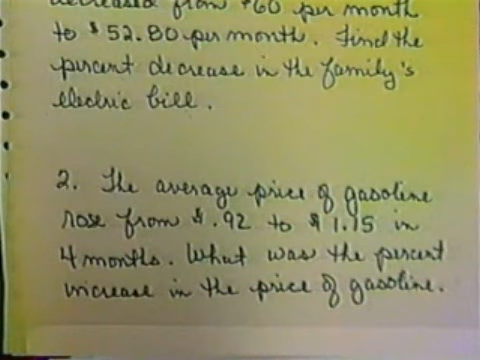 decreased from $60 per month
to $52.80 per month. Find the
percent decrease in the family's
electric bill.
2. The average price of gasoline
rose from $.92 to $1.15 in
4 months. What was the percent
increase in the price of gasoline.